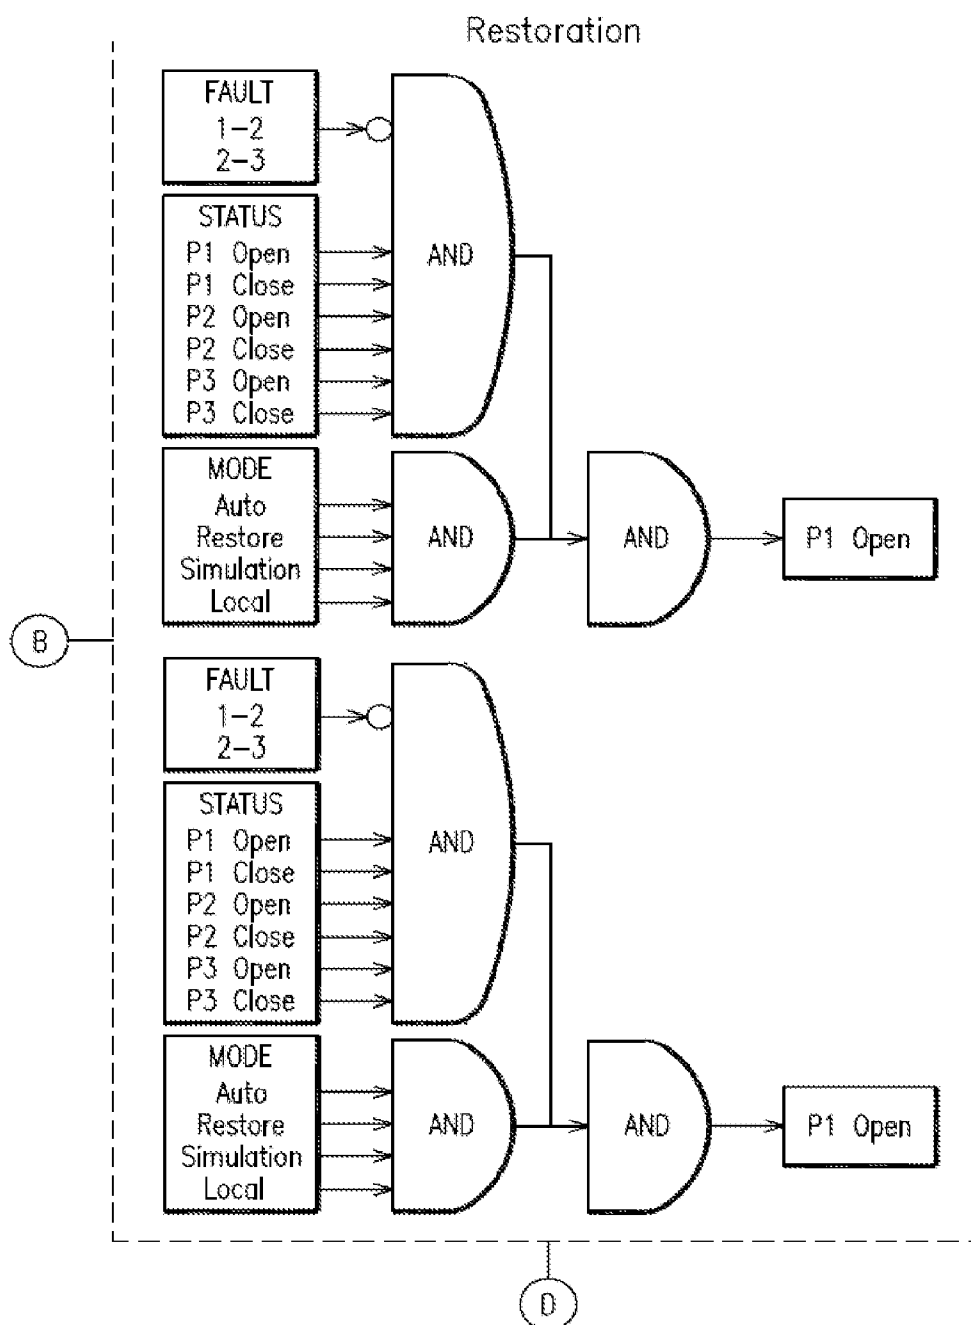 Restoration
FAULT
1-2
2-3
STATUS
P1 Open
P1 Close
P2 Open
P2 Close
P3 Open
P3 Close
AND
MODE
Auto
Restore
Simulation
Local
AND
AND
P1 Open
B
FAULT
1-2
2-3
STATUS
P1 Open
P1 Close
P2 Open
P2 Close
P3 Open
P3 Close
AND
MODE
Auto
Restore
Simulation
Local
AND
AND
P1 Open
D